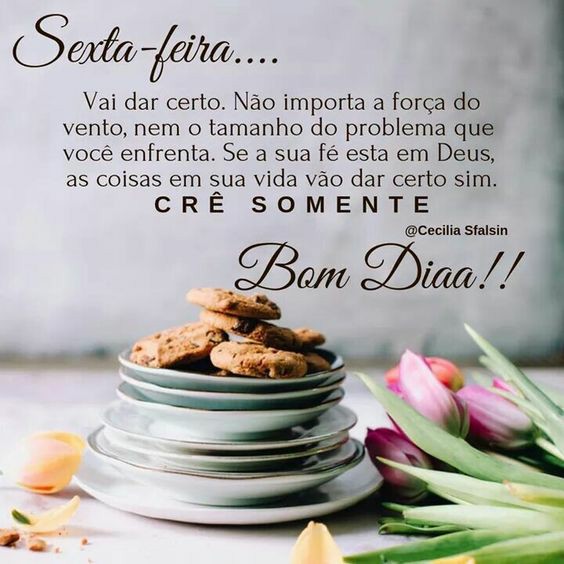 Sexta-feira....
Vai dar certo. Não importa a força do
vento, nem o tamanho do problema que
você enfrenta. Se a sua fé esta em Deus,
as coisas em sua vida vão dar certo sim.
CRÊ SOMENTE
@Cecilia Sfalsin
Bom Diaa!!